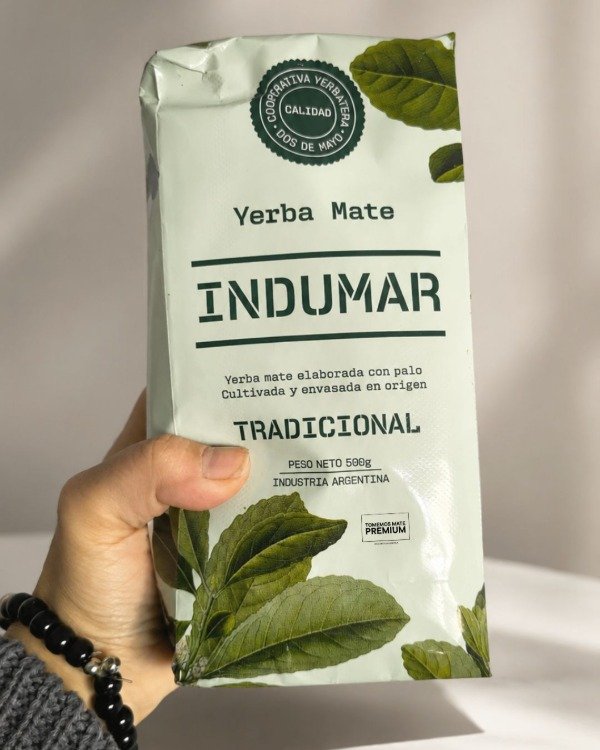 COOPERATIVA YERBATERA
CALIDAD
DOS DE MAYO
Yerba Mate
INDUMAR
Yerba mate elaborada con palo
Cultivada y envasada en origen
TRADICIONAL
PESO NETO 500g
INDUSTRIA ARGENTINA
TOMEMOS MATE
PREMIUM